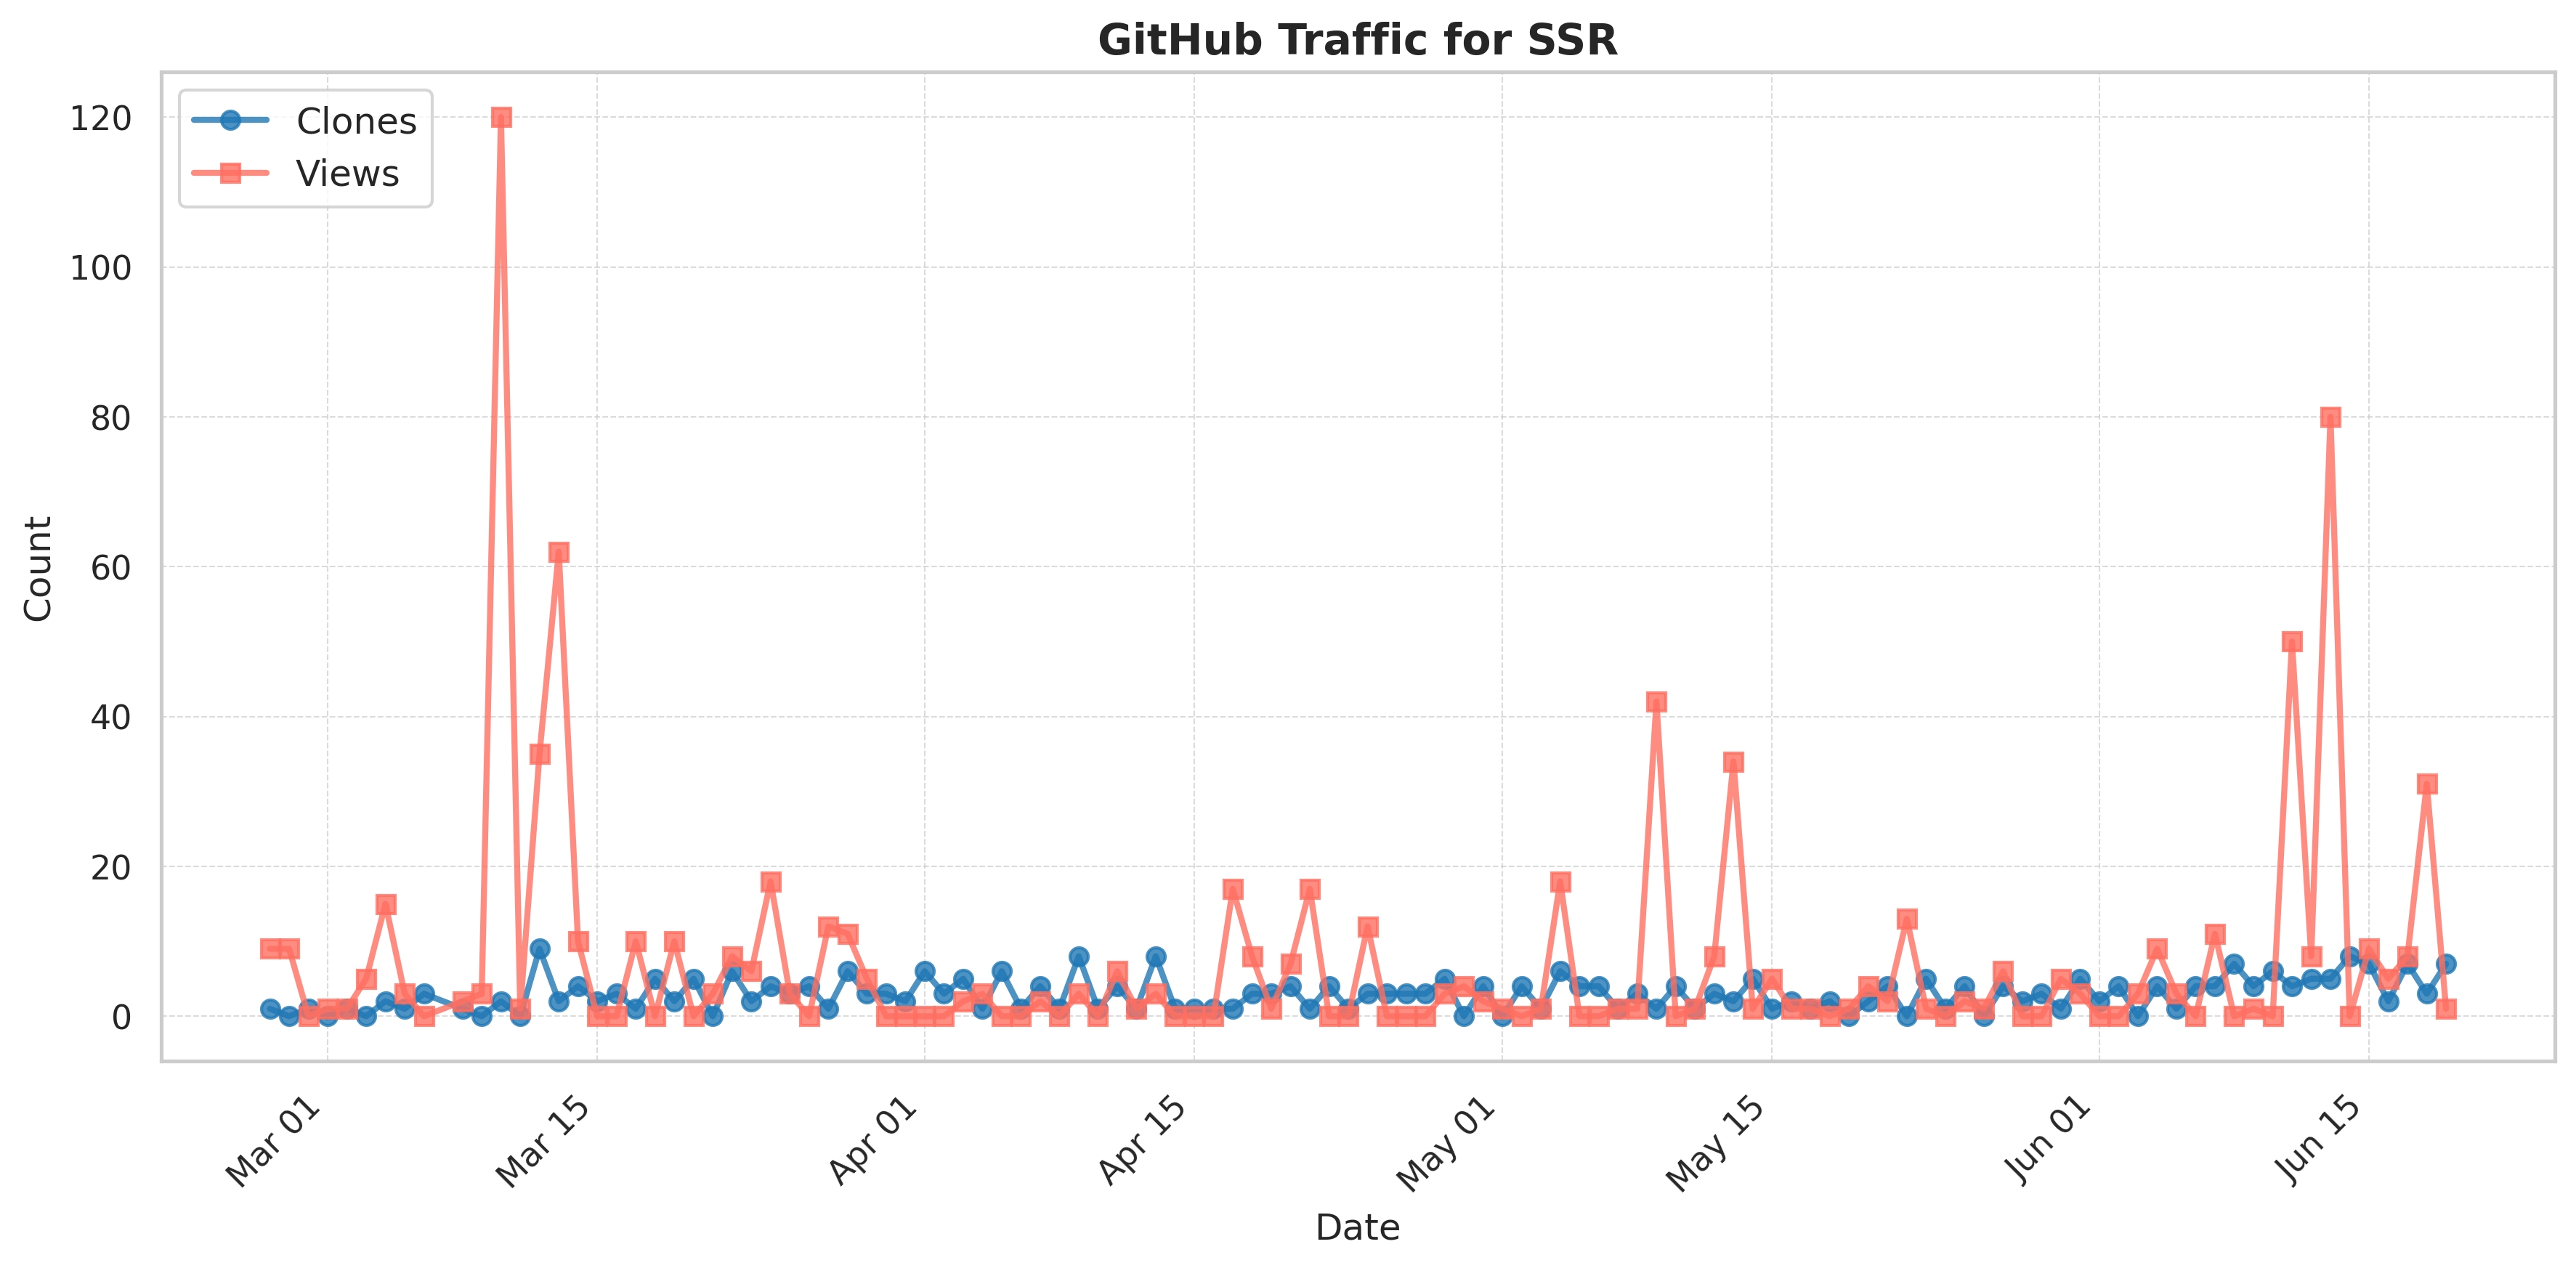 GitHub Traffic for SSR
Clones
Views
120
100
80
60
40
20
0
Count
Mar 01
Mar 15
Apr 01
Apr 15
May 01
May 15
Jun 01
Jun 15
Date